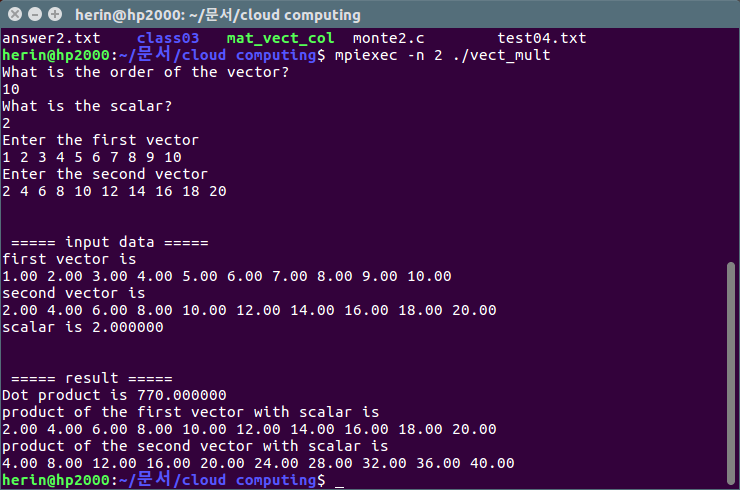 herin@hp2000: ~/문서/cloud computing
answer2.txt class03 mat_vect_col monte2.c test04.txt
herin@hp2000:~/문서/cloud computing$ mpiexec -n 2 ./vect_mult
What is the order of the vector?
10
What is the scalar?
2
Enter the first vector
1 2 3 4 5 6 7 8 9 10
Enter the second vector
2 4 6 8 10 12 14 16 18 20
===== input data =====
first vector is
1.00 2.00 3.00 4.00 5.00 6.00 7.00 8.00 9.00 10.00
second vector is
2.00 4.00 6.00 8.00 10.00 12.00 14.00 16.00 18.00 20.00
scalar is 2.000000
===== result =====
Dot product is 770.000000
product of the first vector with scalar is
2.00 4.00 6.00 8.00 10.00 12.00 14.00 16.00 18.00 20.00
product of the second vector with scalar is
4.00 8.00 12.00 16.00 20.00 24.00 28.00 32.00 36.00 40.00
herin@hp2000:~/문서/cloud computing$ _